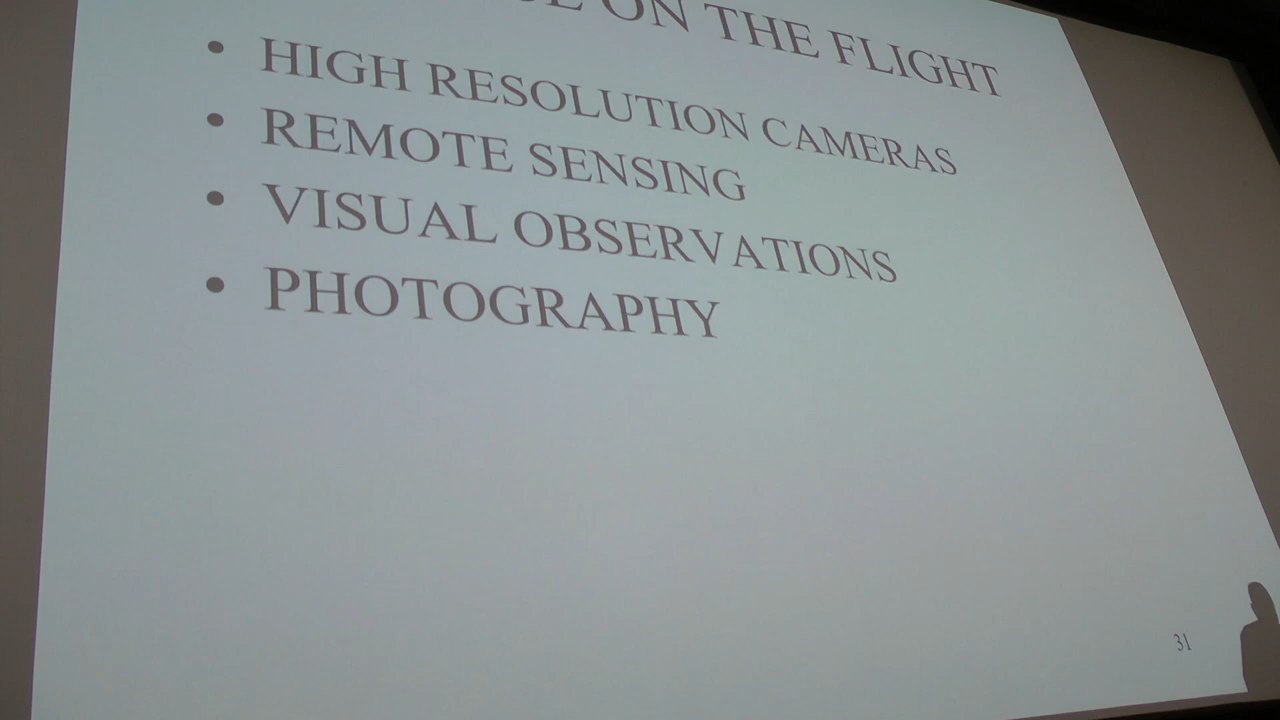 ON THE FLIGHT
• HIGH RESOLUTION CAMERAS
• REMOTE SENSING
• VISUAL OBSERVATIONS
• PHOTOGRAPHY
31